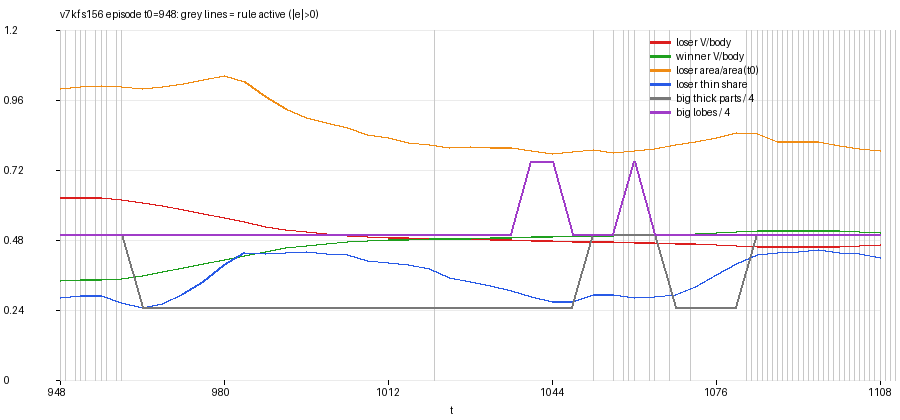 v7kf s156 episode t0=948: grey lines = rule active (|e|>0)
1.2
0.96
0.72
0.48
0.24
0
loser V/body
winner V/body
loser area/area(t0)
loser thin share
big thick parts / 4
big lobes / 4
948
980
1012
1044
1076
1108
t